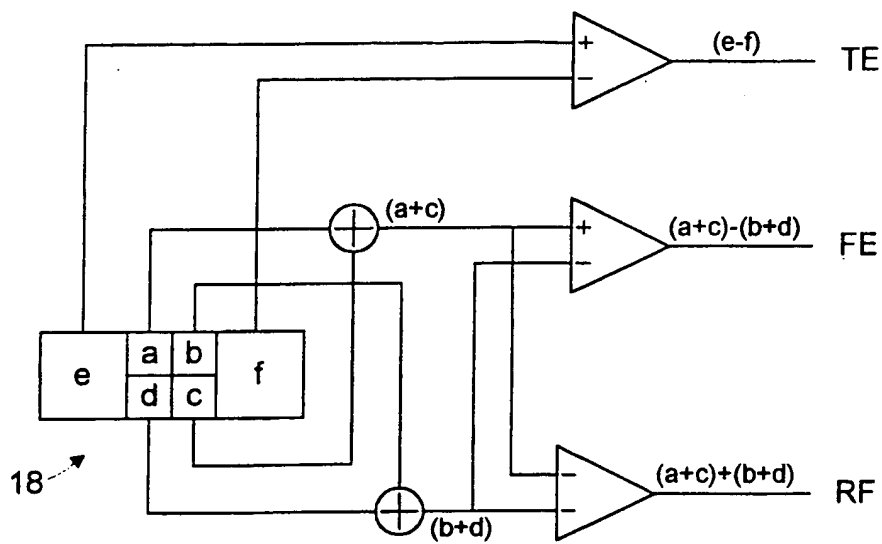 (e-f)
TE
+
−
(a+c)
+
−
(a+c)-(b+d)
FE
e
a
b
f
d
c
18
(b+d)
−
−
(a+c)+(b+d)
RF